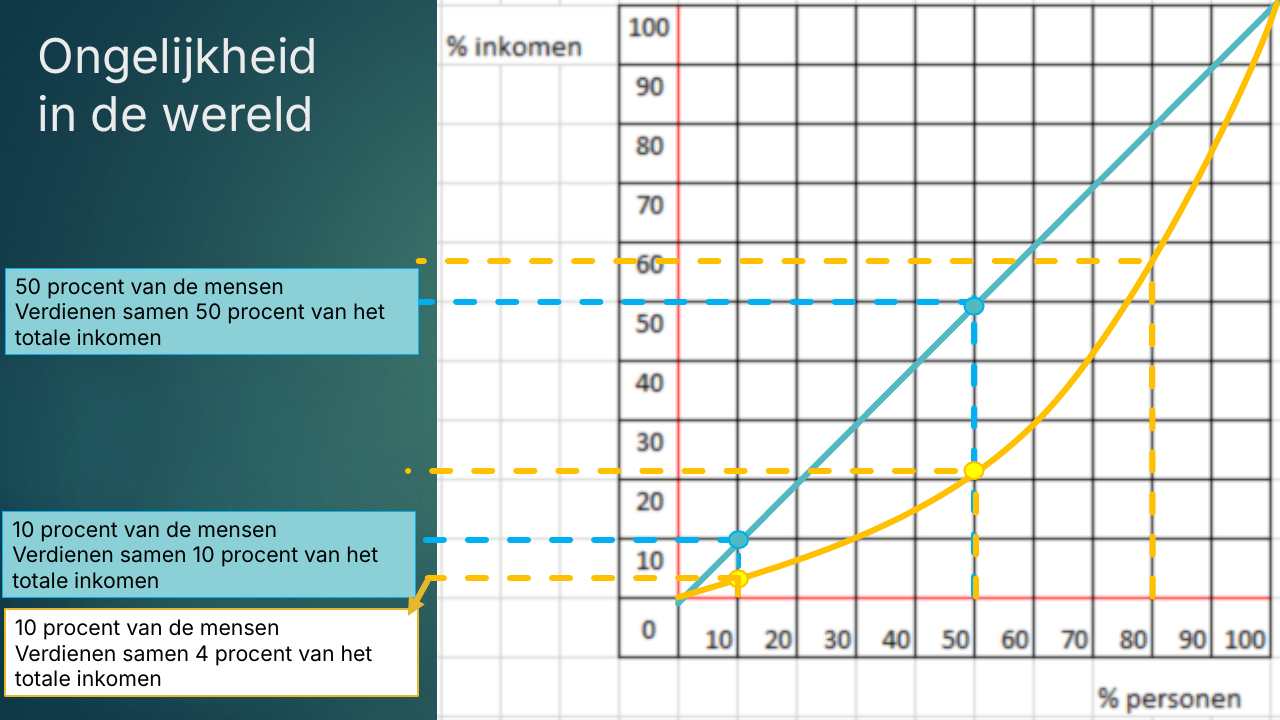 Ongelijkheid
in de wereld
50 procent van de mensen
Verdienen samen 50 procent van het
totale inkomen
10 procent van de mensen
Verdienen samen 10 procent van het
totale inkomen
10 procent van de mensen
Verdienen samen 4 procent van het
totale inkomen
% inkomen
100
90
80
70
60
50
40
30
20
10
0
10 20 30 40 50 60 70 80 90 100
% personen